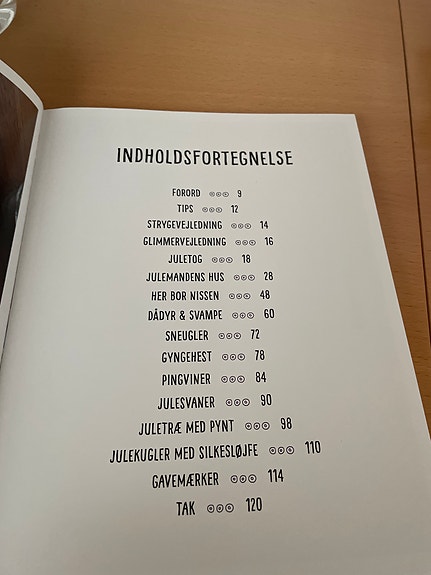 INDHOLDSFORTEGNELSE
FORORD ⊙⊙⊙ 9
TIPS ⊙⊙⊙ 12
STRYGEVEJLEDNING ⊙⊙⊙ 14
GLIMMERVEJLEDNING ⊙⊙⊙ 16
JULETOG ⊙⊙⊙ 18
JULEMANDENS HUS ⊙⊙⊙ 28
HER BOR NISSEN ⊙⊙⊙ 48
DÅDYR & SVAMPE ⊙⊙⊙ 60
SNEUGLER ⊙⊙⊙ 72
GYNGEHEST ⊙⊙⊙ 78
PINGVINER ⊙⊙⊙ 84
JULESVANER ⊙⊙⊙ 90
JULETRÆ MED PYNT ⊙⊙⊙ 98
JULEKUGLER MED SILKESLØJFE ⊙⊙⊙ 110
GAVEMÆRKER ⊙⊙⊙ 114
TAK ⊙⊙⊙ 120